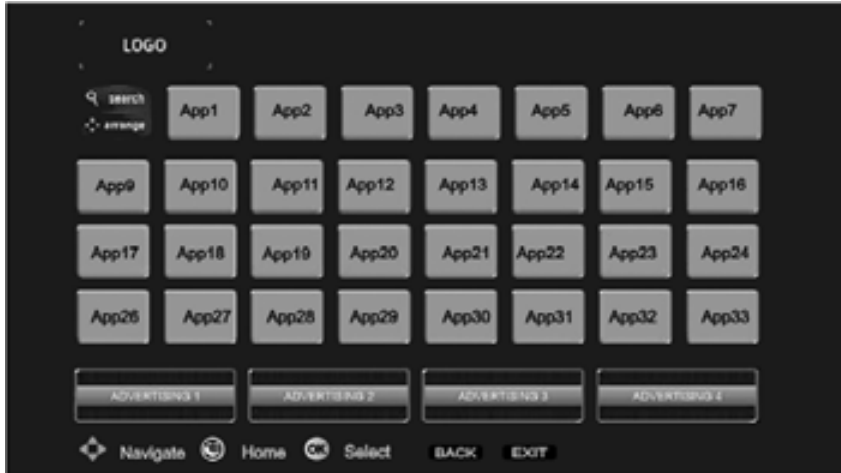 LOGO
search
arrange
App1 App2 App3 App4 App5 App6 App7
App9 App10 App11 App12 App13 App14 App15 App16
App17 App18 App19 App20 App21 App22 App23 App24
App26 App27 App28 App29 App30 App31 App32 App33
ADVERTISING 1 ADVERTISING 2 ADVERTISING 3 ADVERTISING 4
Navigate Home OK Select BACK EXIT